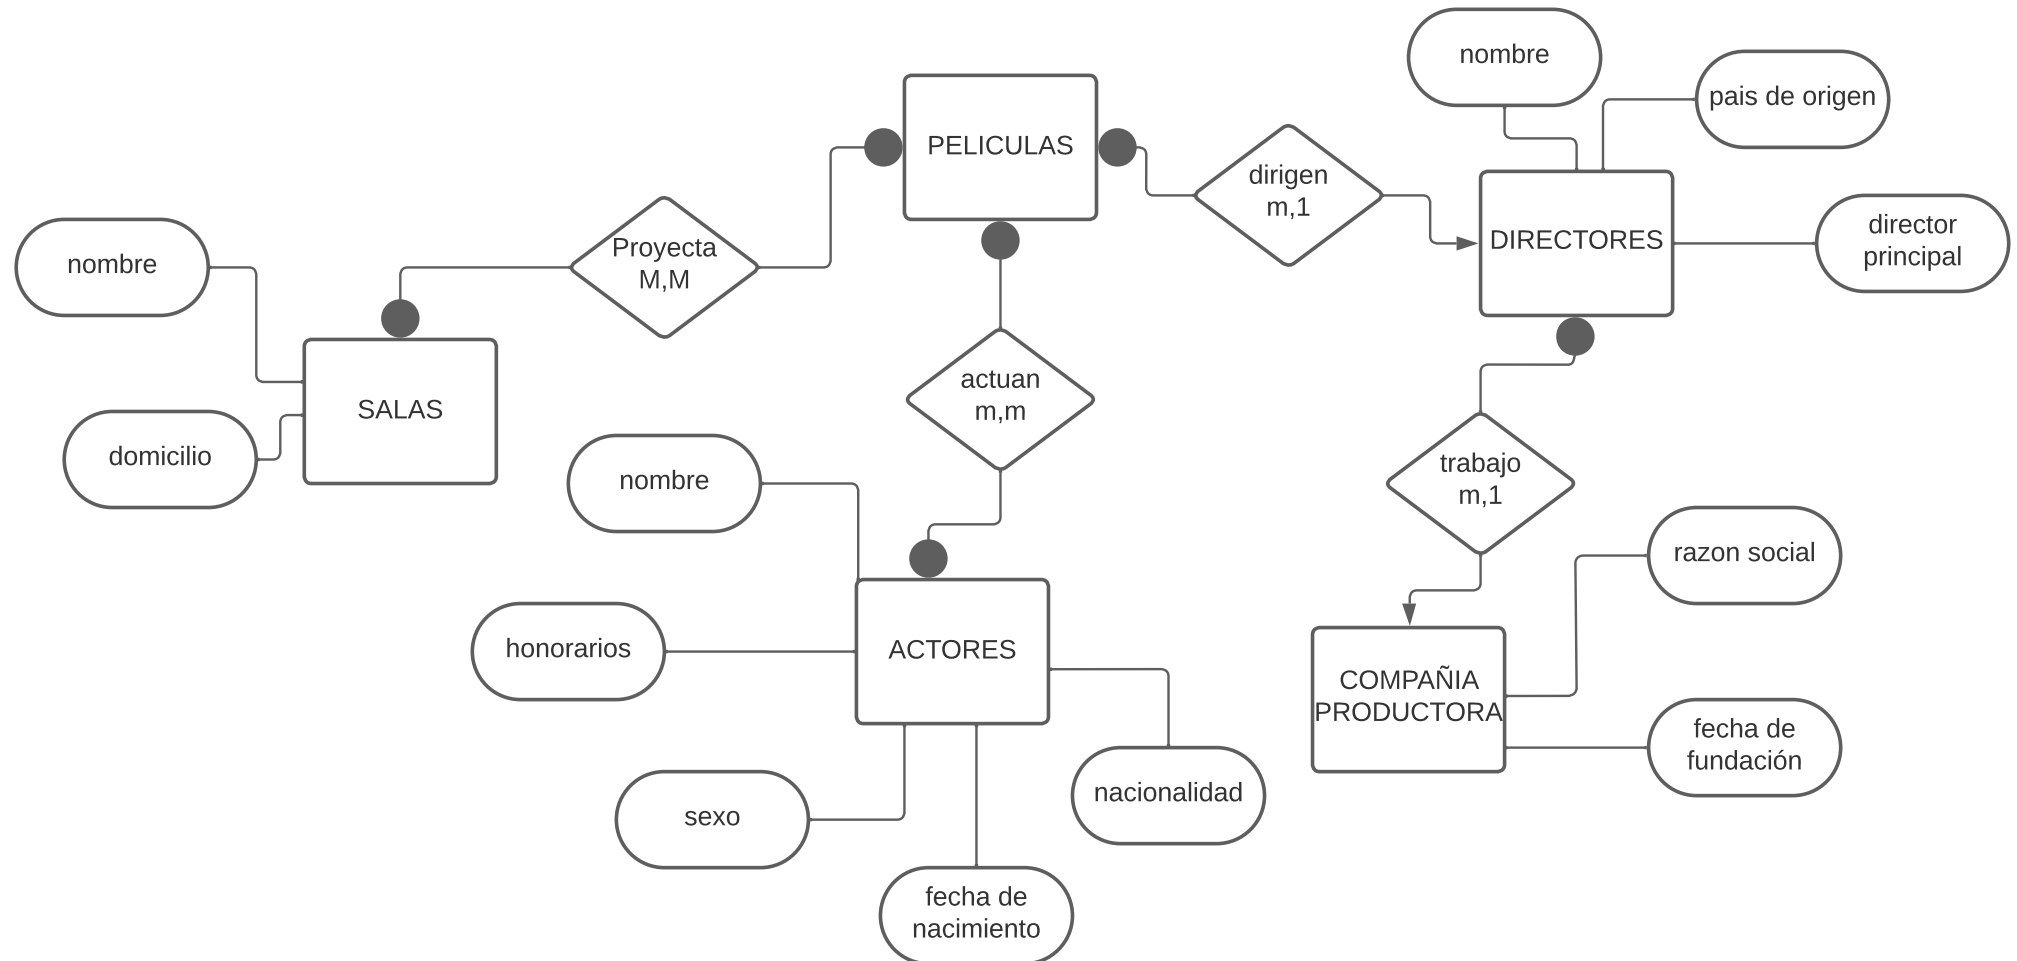 nombre
pais de origen
PELICULAS
dirigen
m,1
DIRECTORES
director
principal
nombre
Proyecta
M,M
domicilio
SALAS
actuan
m,m
nombre
trabajo
m,1
honorarios
ACTORES
razon social
COMPAÑIA
PRODUCTORA
fecha de
fundación
sexo
nacionalidad
fecha de
nacimiento